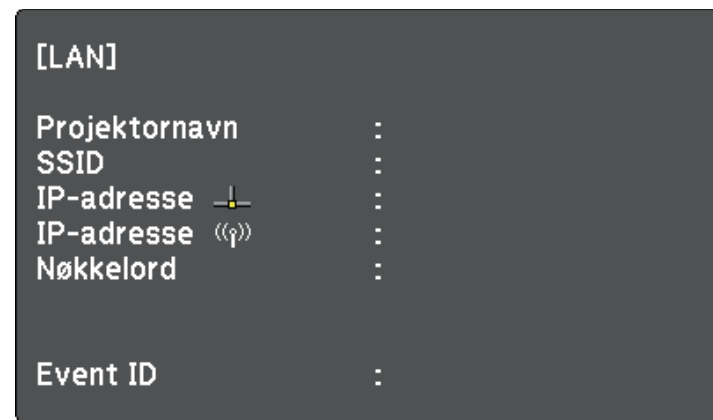 [LAN]
Projektornavn :
SSID :
IP-adresse :
IP-adresse :
Nøkkelord :
Event ID :